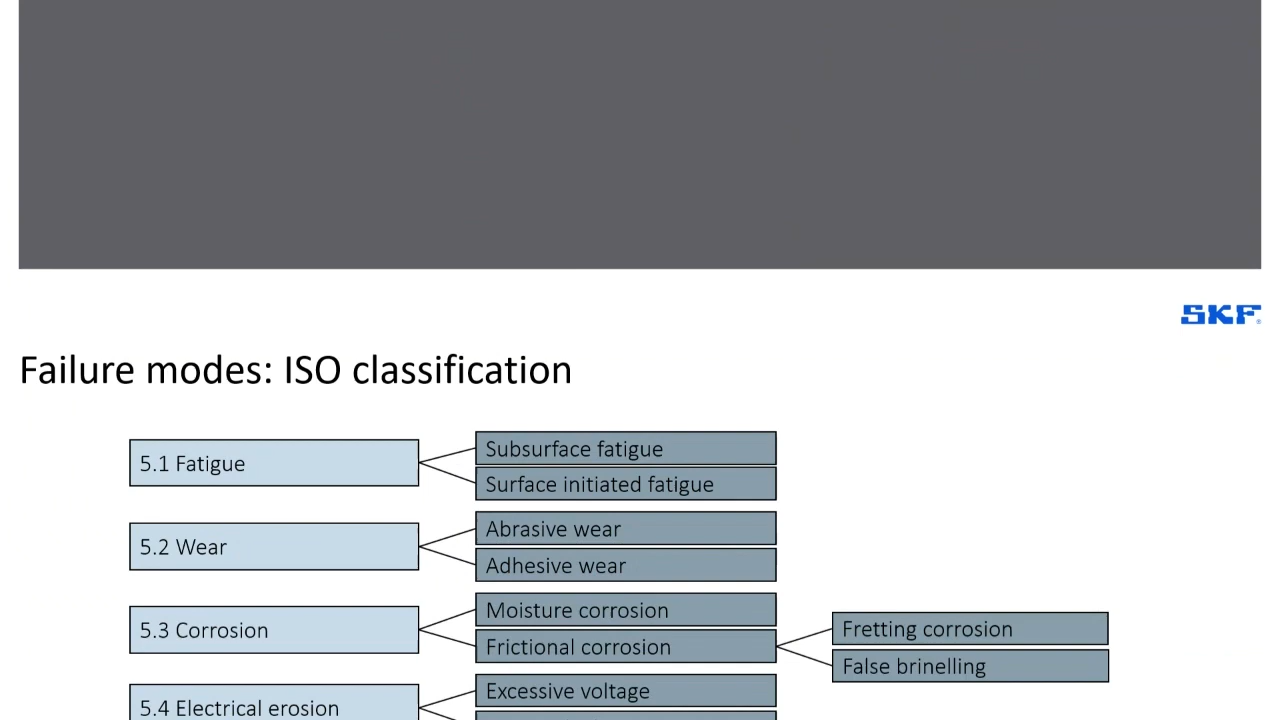 SKF®
Failure modes: ISO classification
5.1 Fatigue
Subsurface fatigue
Surface initiated fatigue
5.2 Wear
Abrasive wear
Adhesive wear
5.3 Corrosion
Moisture corrosion
Frictional corrosion
Fretting corrosion
False brinelling
5.4 Electrical erosion
Excessive voltage